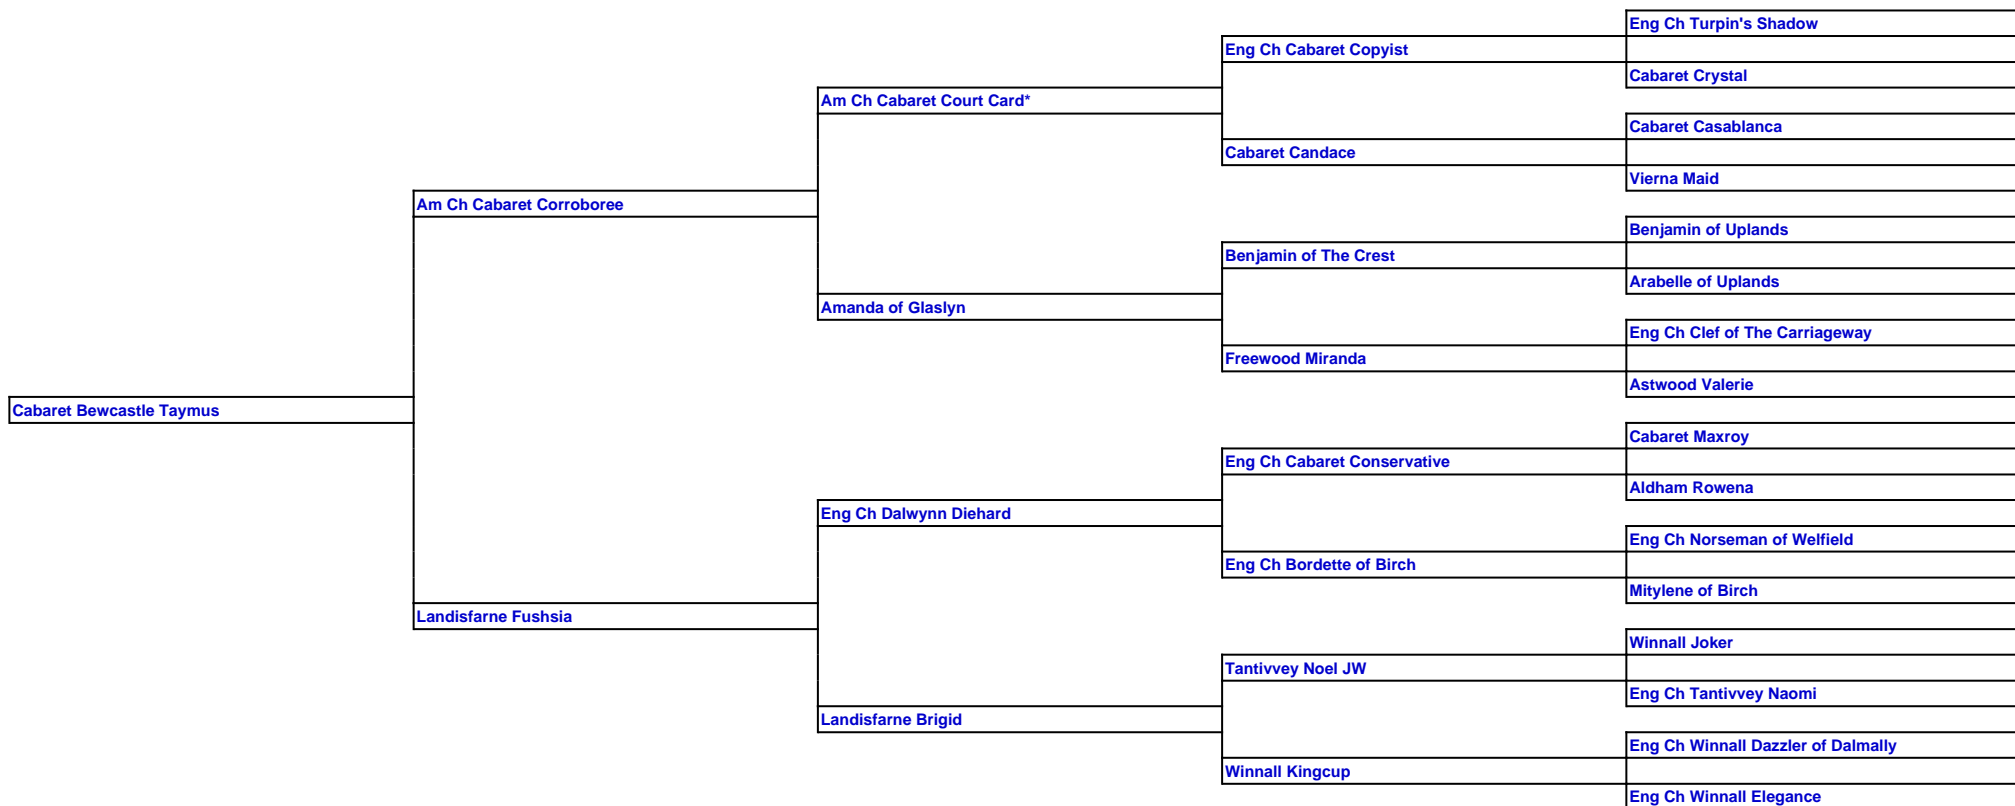 Eng Ch Turpin's Shadow
Eng Ch Cabaret Copyist
Cabaret Crystal
Am Ch Cabaret Court Card*
Cabaret Casablanca
Cabaret Candace
Vierna Maid
Am Ch Cabaret Corroboree
Benjamin of Uplands
Benjamin of The Crest
Arabelle of Uplands
Amanda of Glaslyn
Eng Ch Clef of The Carriageway
Freewood Miranda
Astwood Valerie
Cabaret Bewcastle Taymus
Cabaret Maxroy
Eng Ch Cabaret Conservative
Aldham Rowena
Eng Ch Dalwynn Diehard
Eng Ch Norseman of Welfield
Eng Ch Bordette of Birch
Mitylene of Birch
Landisfarne Fushsia
Winnall Joker
Tantivvey Noel JW
Eng Ch Tantivvey Naomi
Landisfarne Brigid
Eng Ch Winnall Dazzler of Dalmally
Winnall Kingcup
Eng Ch Winnall Elegance